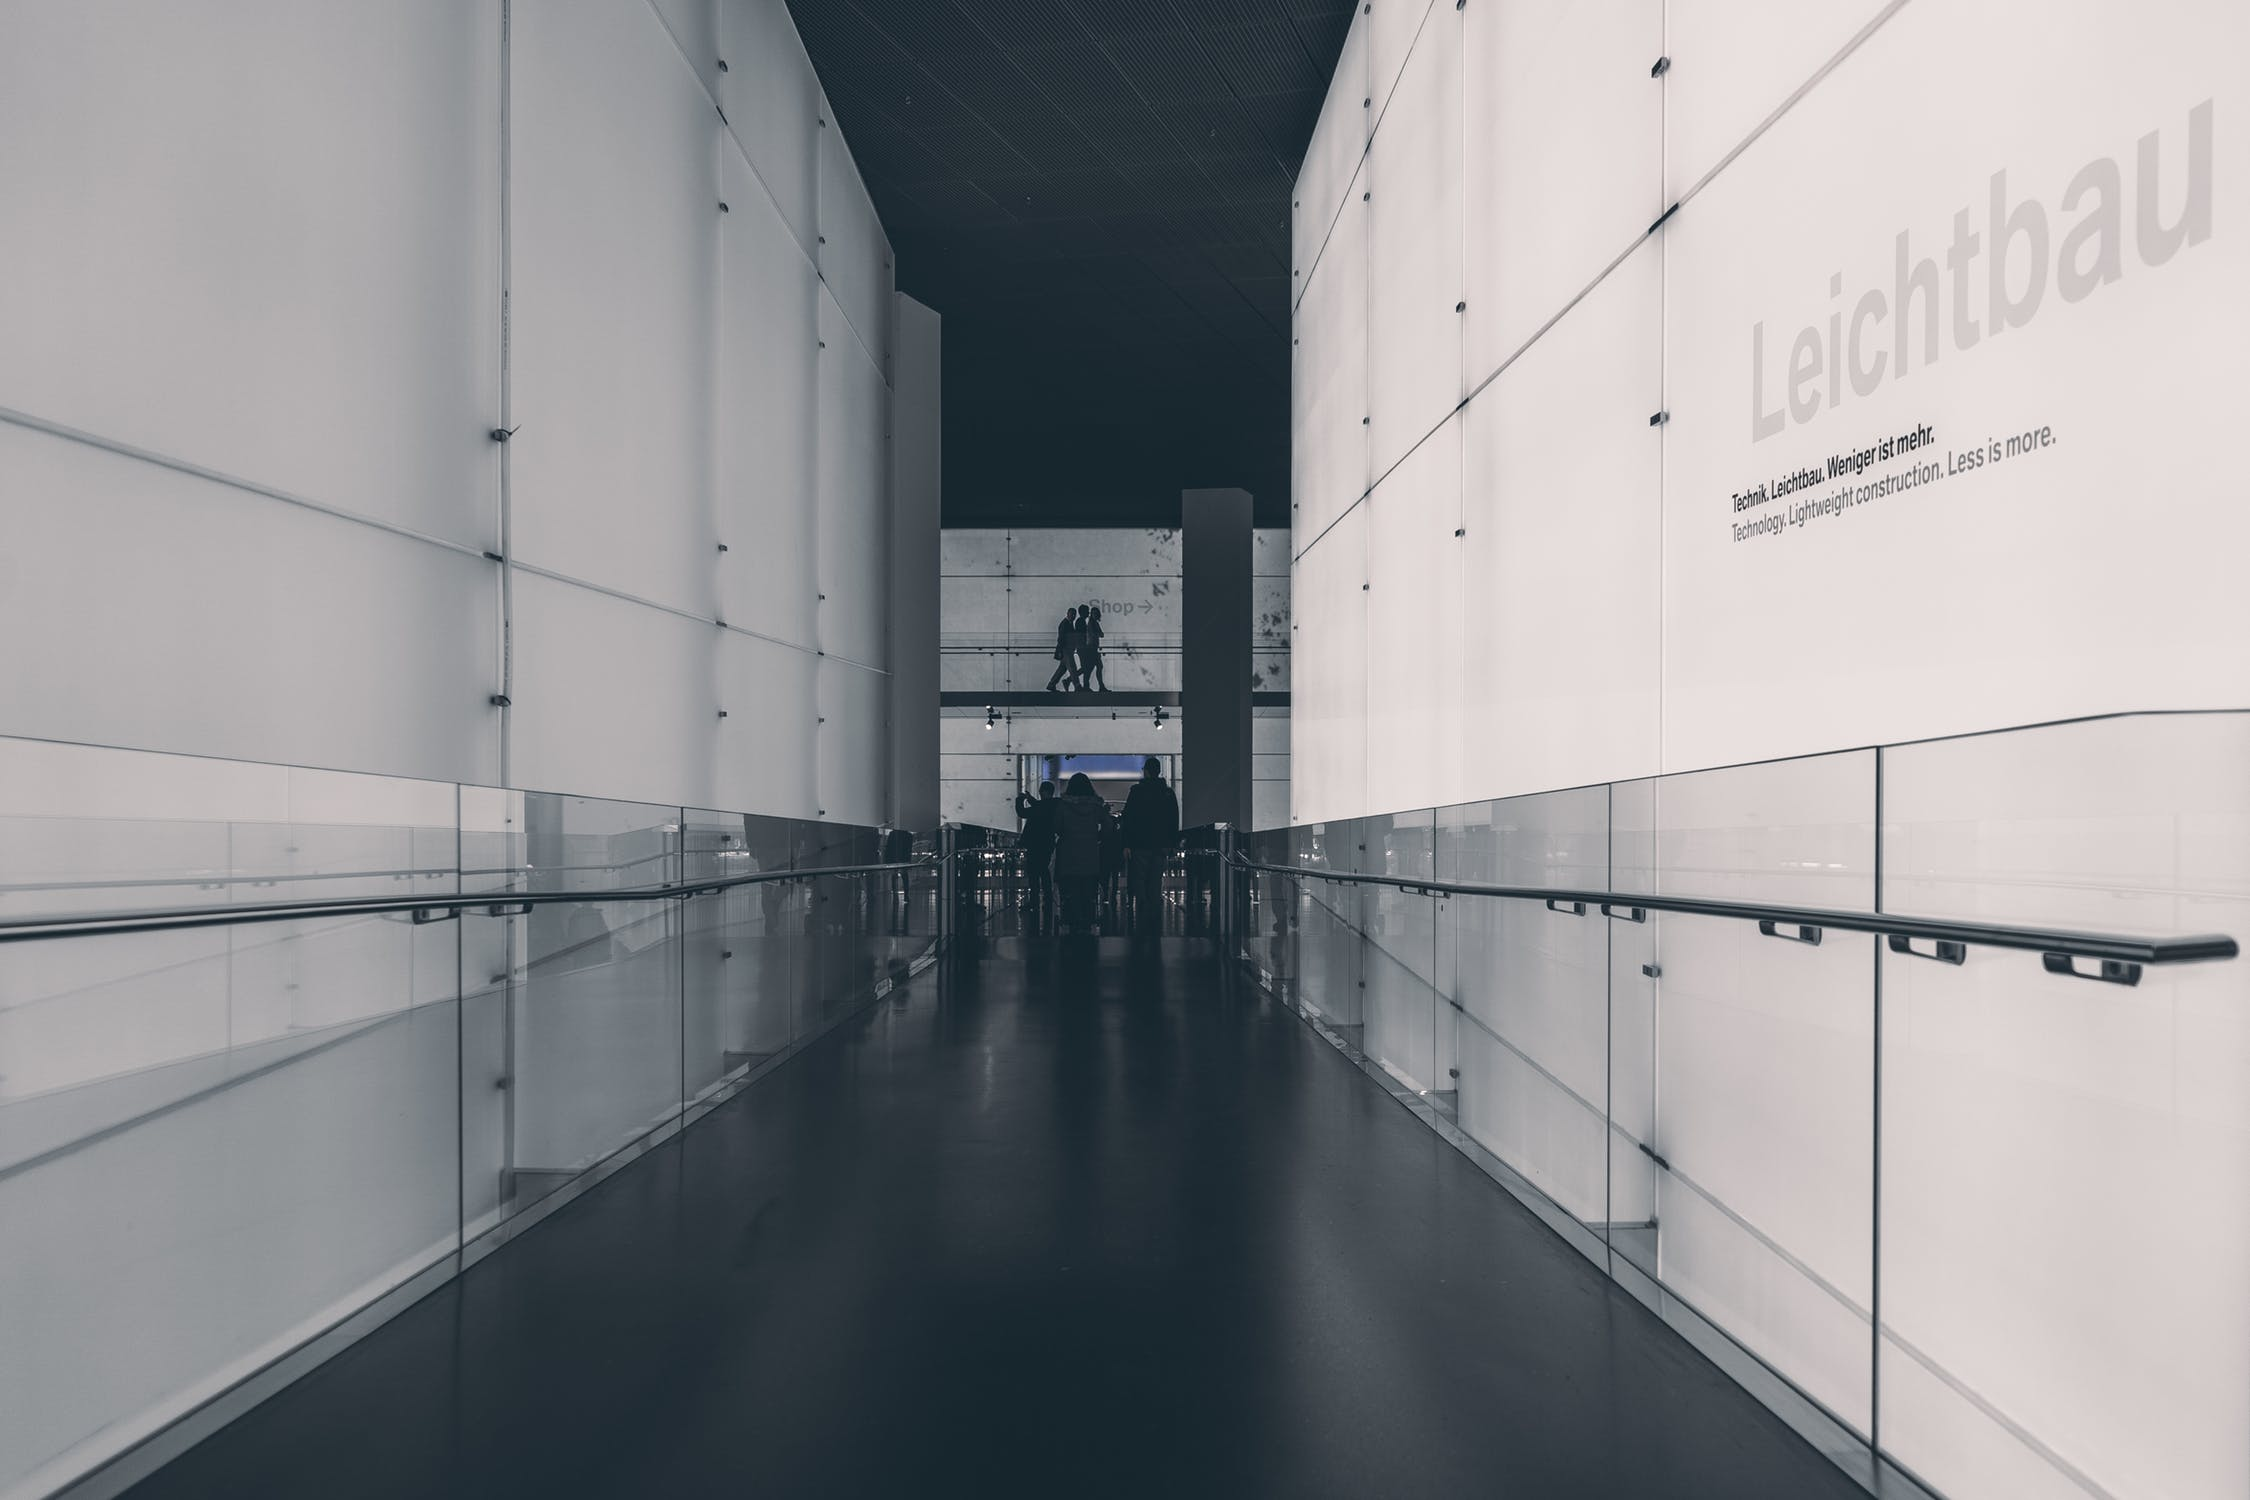 Leichtbau
Technik. Leichtbau. Weniger ist mehr.
Technology. Lightweight construction. Less is more.
Shop →